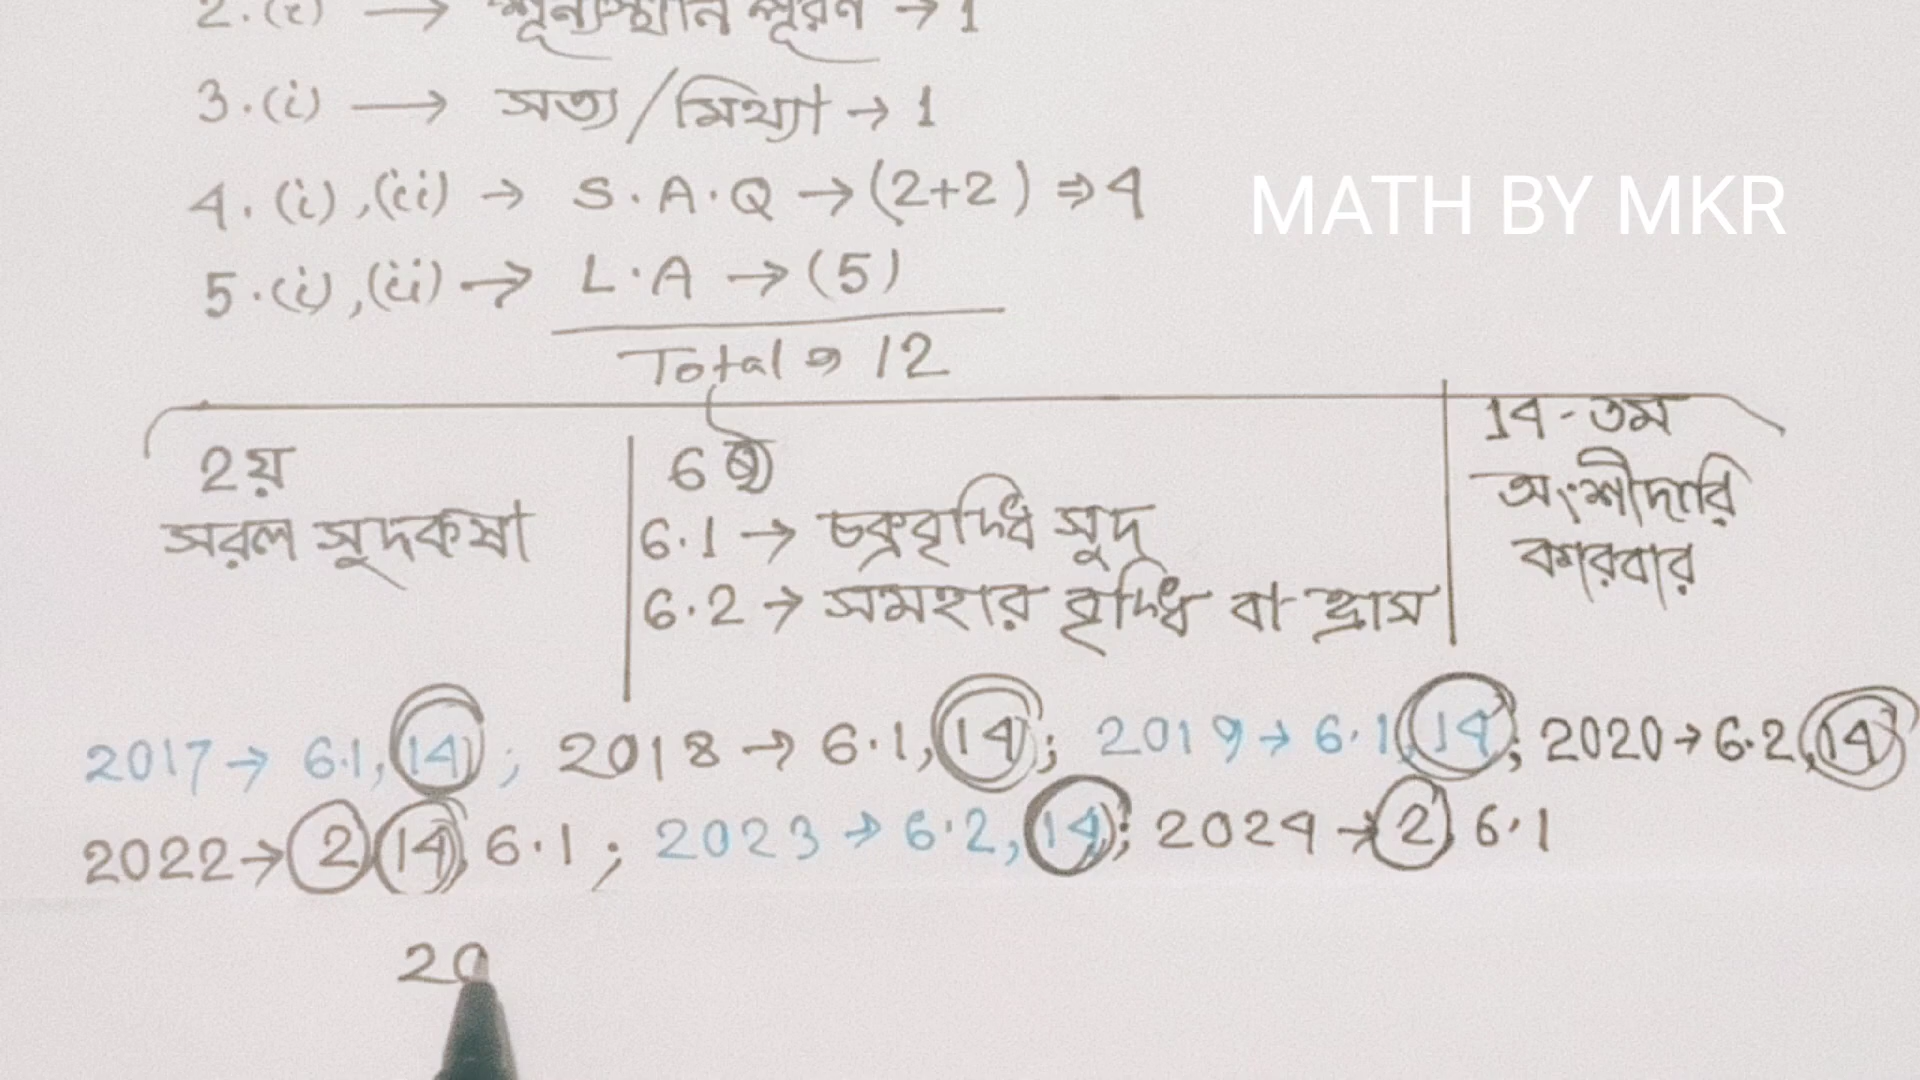 2.(i) → শূন্যস্থান পূরণ → 1
3.(i) → সত্য/মিথ্যা → 1
4.(i),(ii) → S.A.Q → (2+2) ⇒ 4
MATH BY MKR
5.(i),(ii) → L.A → (5)
Total ⇒ 12
2য়
সরল সুদকষা
6
6.1 → চক্রবৃদ্ধি সুদ
6.2 → সমহার বৃদ্ধি বা হ্রাস
14-তম
অংশীদারি
কারবার
2017 → 6.1, 14; 2018 → 6.1, 14; 2019 → 6.1, 14; 2020 → 6.2, 14
2022 → 2 14, 6.1; 2023 → 6.2, 14; 2024 → 2, 6.1
20